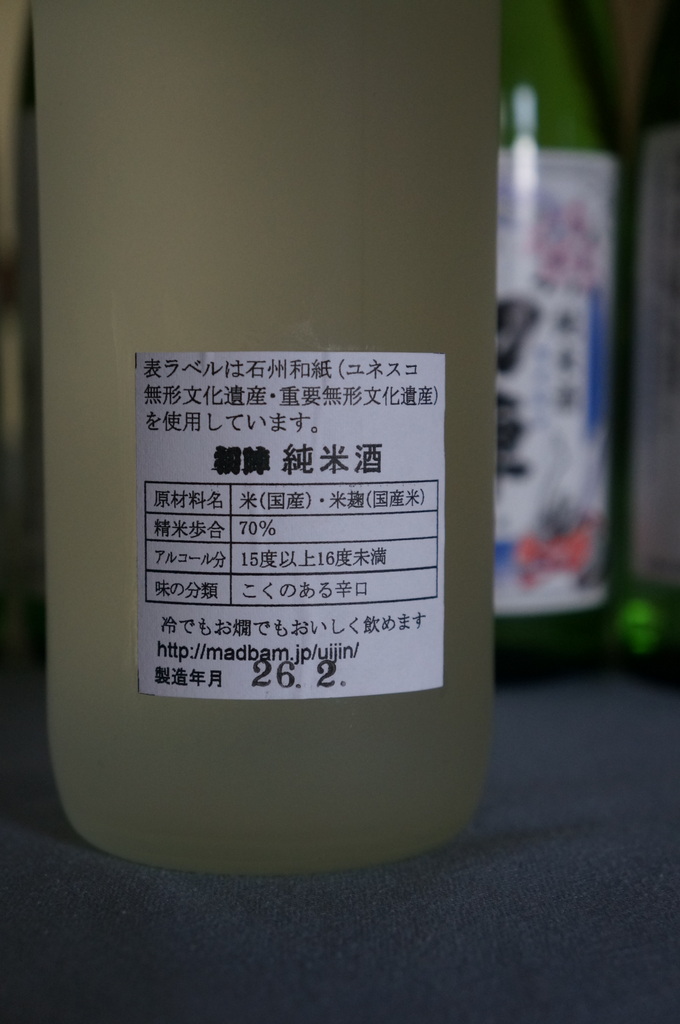 表ラベルは石州和紙(ユネスコ
無形文化遺産・重要無形文化遺産)
を使用しています。
初陣 純米酒
原材料名 米(国産)・米麹(国産米)
精米歩合 70%
アルコール分 15度以上16度未満
味の分類 こくのある辛口
冷でもお燗でもおいしく飲めます
http://madbam.jp/uijin/
製造年月 26. 2.